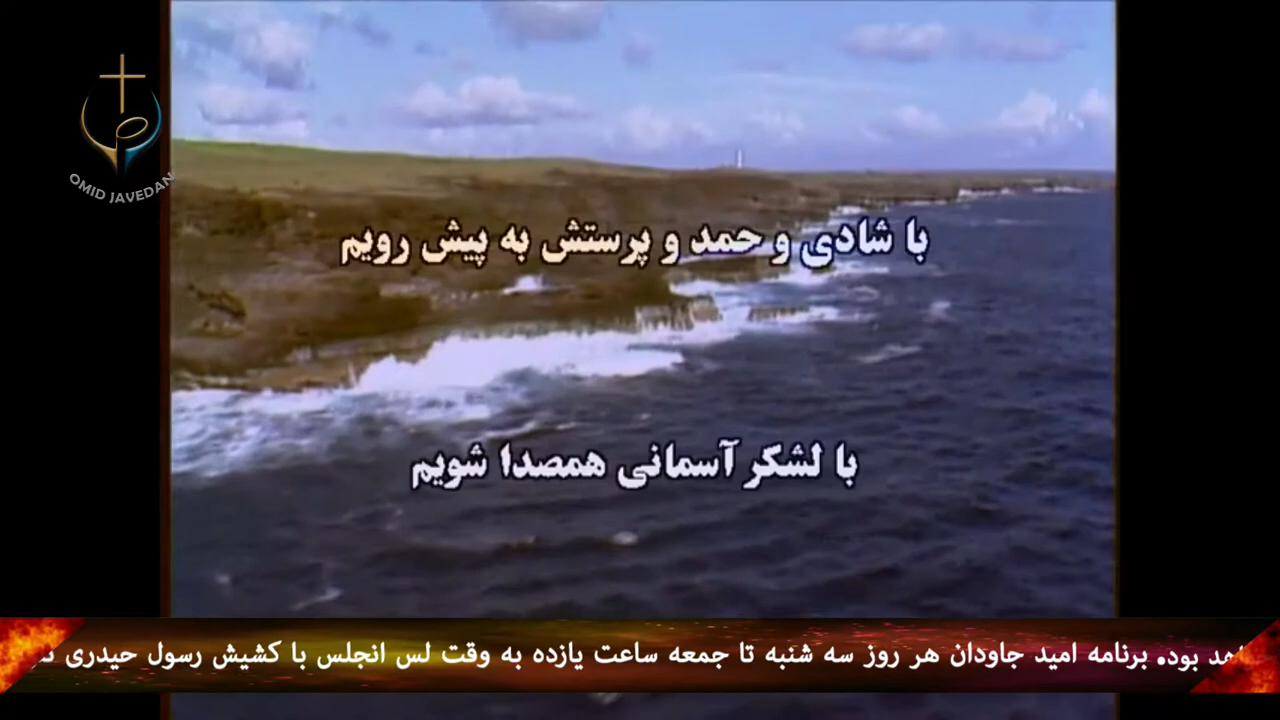 OMID JAVEDAN
با شادی و حمد و پرستش به پیش رویم
با لشکر آسمانی همصدا شویم
بود. برنامه امید جاودان هر روز سه شنبه تا جمعه ساعت یازده به وقت لس انجلس با کشیش رسول حیدری